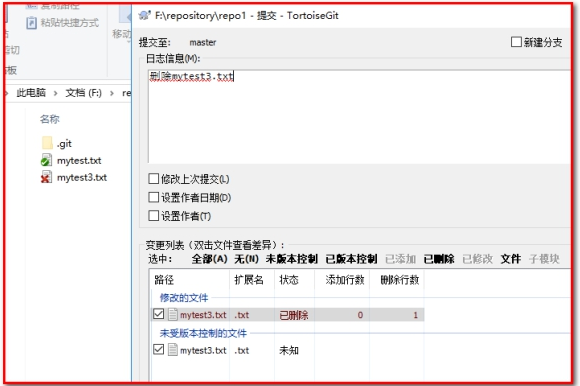 复制路径
粘贴快捷方式
移动
剪切
F:\repository\repo1 - 提交 - TortoiseGit
提交至: master 新建分支
日志信息(M):
删除mytest3.txt
此电脑 文档 (F:) re
名称
.git
mytest.txt
mytest3.txt
修改上次提交(L)
设置作者日期(D)
设置作者(T)
变更列表（双击文件查看差异）:
选中: 全部(A) 无(N) 未版本控制 已版本控制 已添加 已删除 已修改 文件 子模块
路径 扩展名 状态 添加行数 删除行数
修改的文件
mytest3.txt .txt 已删除 0 1
未受版本控制的文件
mytest3.txt .txt 未知